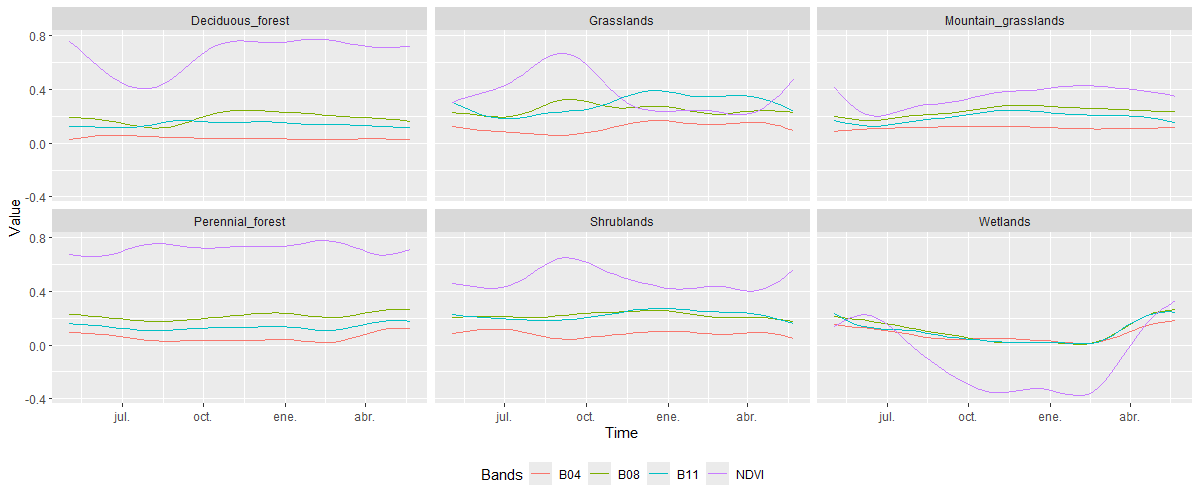 Deciduous_forest Grasslands Mountain_grasslands
0.8
0.4
0.0
-0.4
Value
Perennial_forest Shrublands Wetlands
0.8
0.4
0.0
-0.4
jul. oct. ene. abr. jul. oct. ene. abr. jul. oct. ene. abr.
Time
Bands B04 B08 B11 NDVI